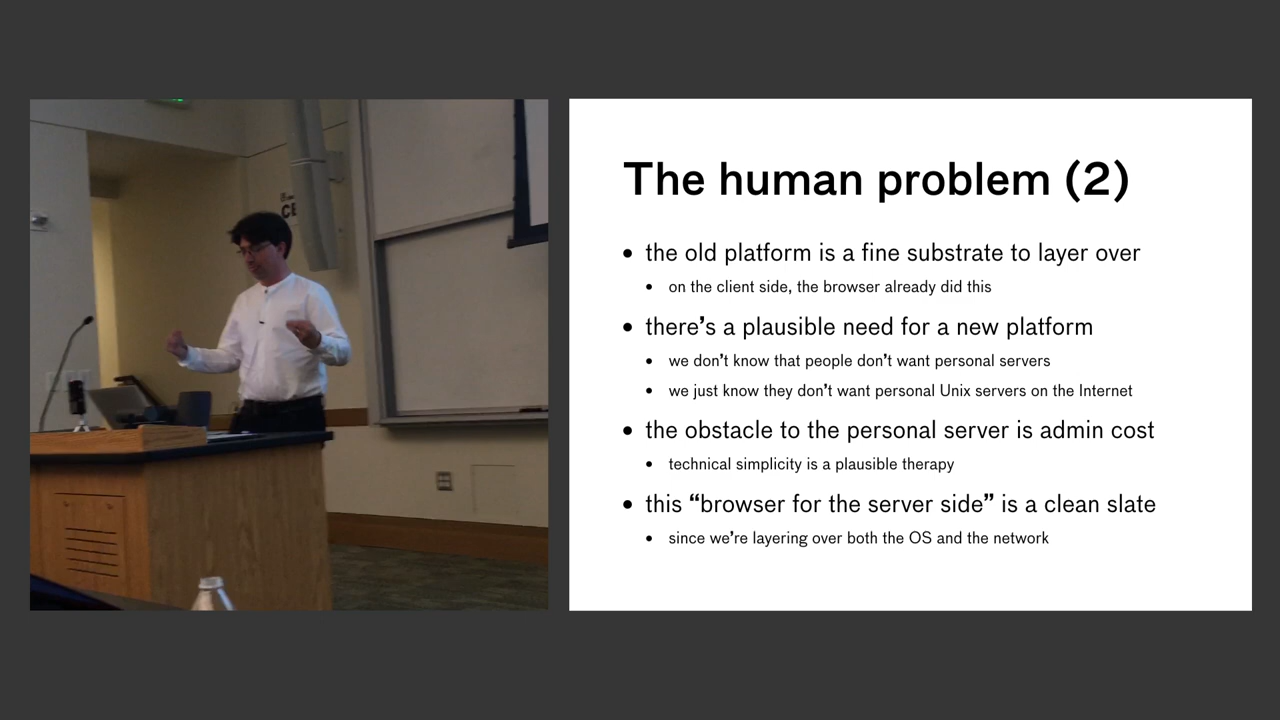 The human problem (2)
• the old platform is a fine substrate to layer over
• on the client side, the browser already did this
• there’s a plausible need for a new platform
• we don’t know that people don’t want personal servers
• we just know they don’t want personal Unix servers on the Internet
• the obstacle to the personal server is admin cost
• technical simplicity is a plausible therapy
• this “browser for the server side” is a clean slate
• since we’re layering over both the OS and the network